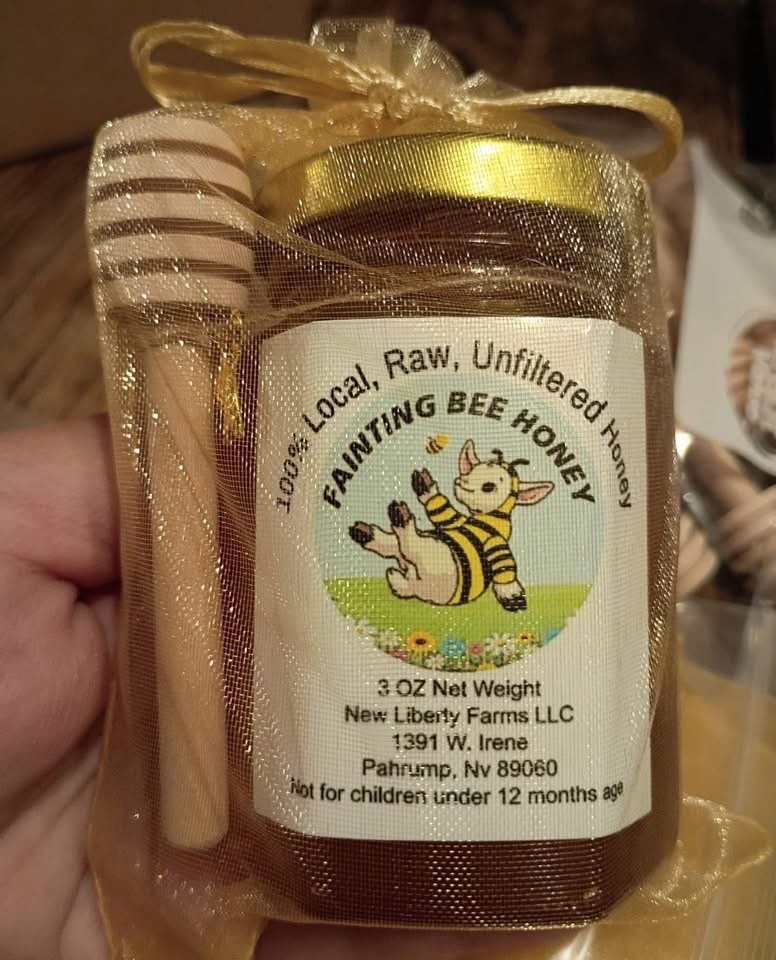 100% Local, Raw, Unfiltered Honey
FAINTING BEE HONEY
3 OZ Net Weight
New Liberty Farms LLC
1391 W. Irene
Pahrump, Nv 89060
Not for children under 12 months age